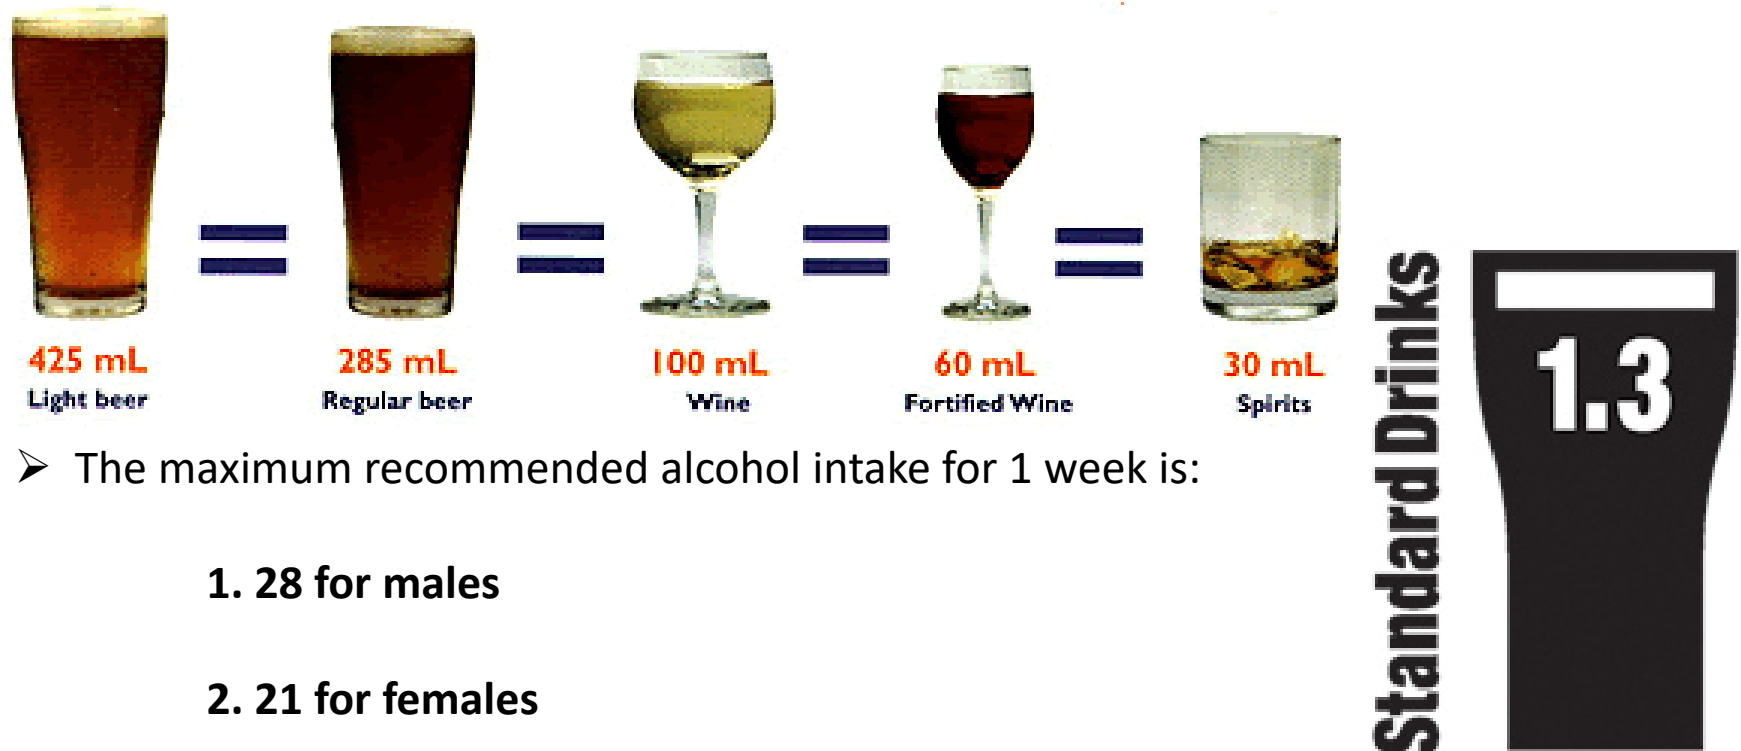 425 mL
Light beer
285 mL
Regular beer
100 mL
Wine
60 mL
Fortified Wine
30 mL
Spirits
Standard Drinks
1.3
➢ The maximum recommended alcohol intake for 1 week is:
1. 28 for males
2. 21 for females